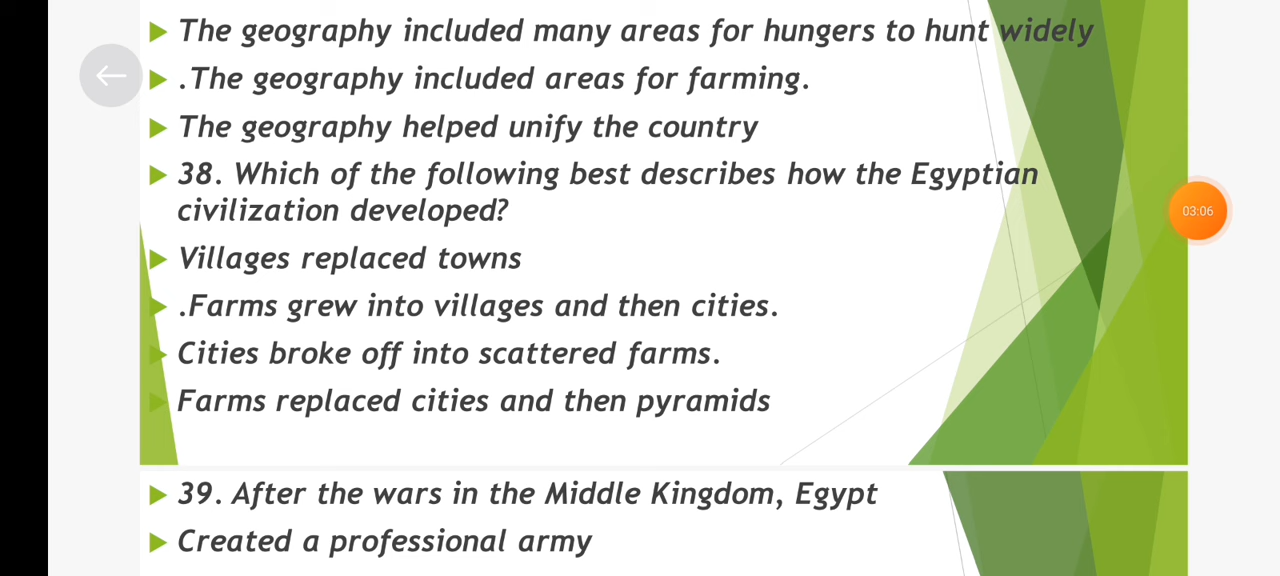 The geography included many areas for hungers to hunt widely
.The geography included areas for farming.
The geography helped unify the country
38. Which of the following best describes how the Egyptian
civilization developed?
Villages replaced towns
.Farms grew into villages and then cities.
Cities broke off into scattered farms.
Farms replaced cities and then pyramids
39. After the wars in the Middle Kingdom, Egypt
Created a professional army
03:06